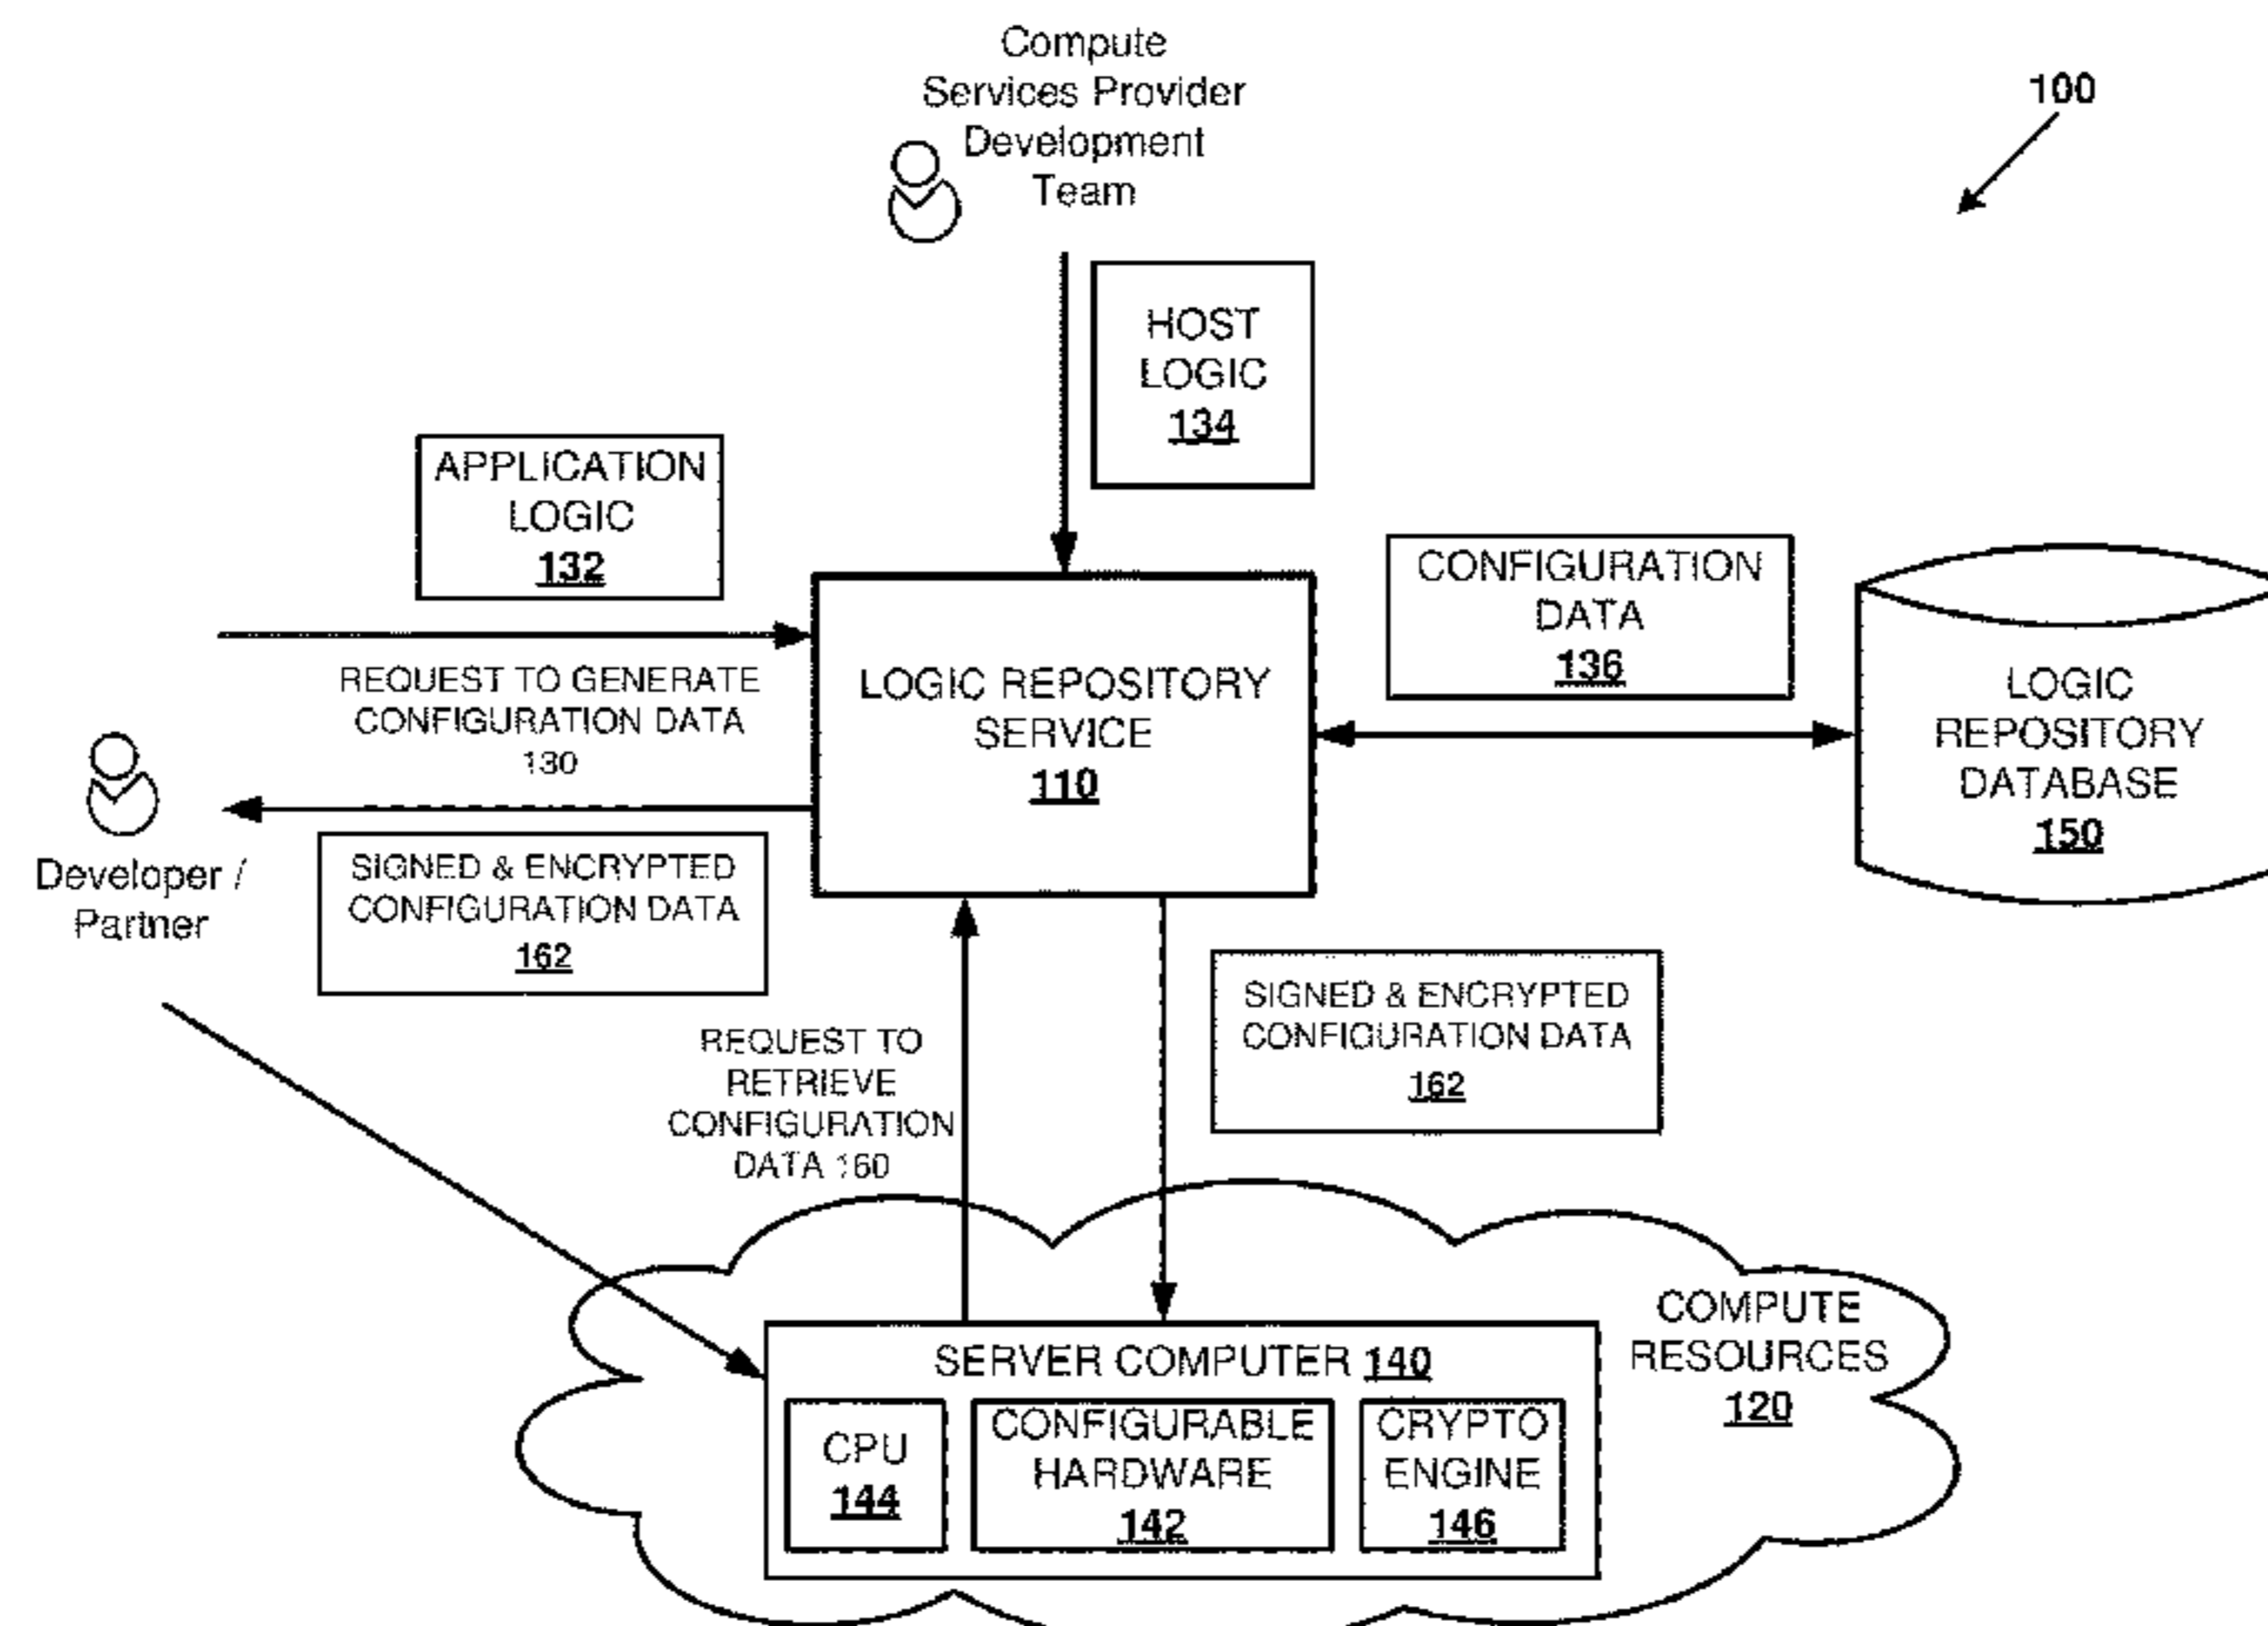 Compute
Services Provider
Development
Team
100
HOST
LOGIC
134
APPLICATION
LOGIC
132
REQUEST TO GENERATE
CONFIGURATION DATA
130
LOGIC REPOSITORY
SERVICE
110
CONFIGURATION
DATA
136
LOGIC
REPOSITORY
DATABASE
150
Developer /
Partner
SIGNED & ENCRYPTED
CONFIGURATION DATA
162
REQUEST TO
RETRIEVE
CONFIGURATION
DATA 160
SIGNED & ENCRYPTED
CONFIGURATION DATA
162
COMPUTE
RESOURCES
120
SERVER COMPUTER 140
CPU
144
CONFIGURABLE
HARDWARE
142
CRYPTO
ENGINE
146